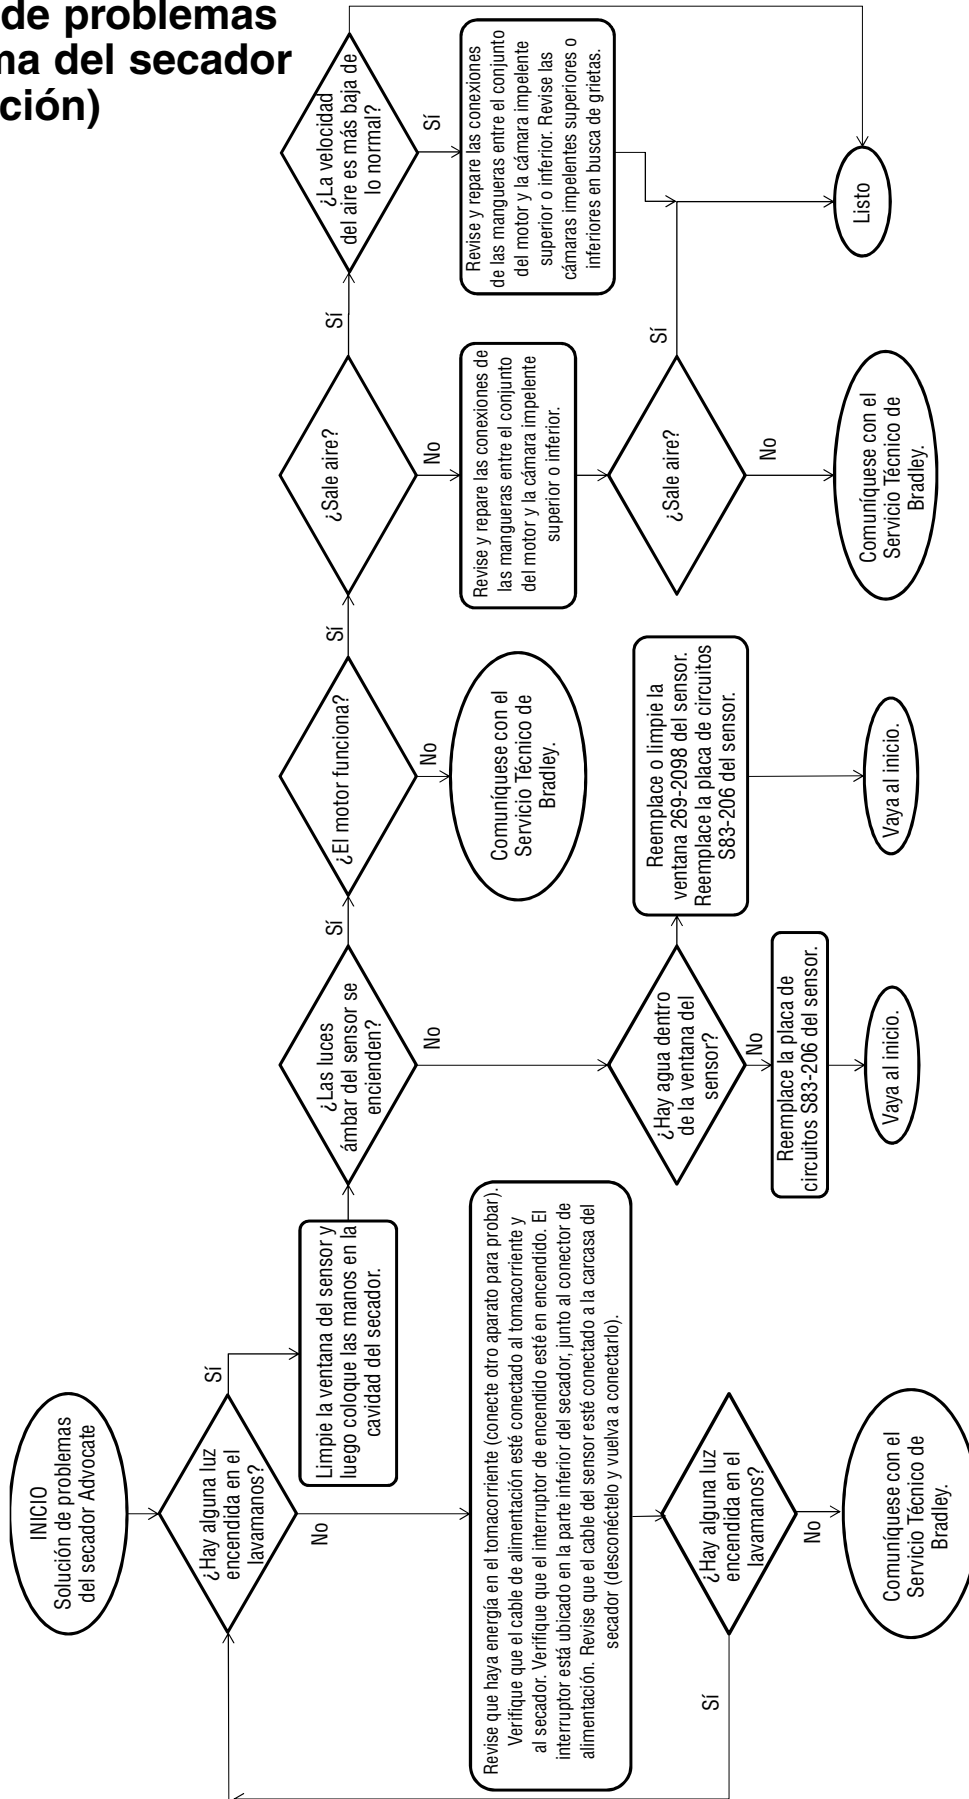 de problemas
ma del secador
ción)
INICIO
Solución de problemas
del secador Advocate
¿Hay alguna luz
encendida en el
lavamanos?
Sí
No
Limpie la ventana del sensor y
luego coloque las manos en la
cavidad del secador.
Revise que haya energía en el tomacorriente (conecte otro aparato para probar).
Verifique que el cable de alimentación esté conectado al tomacorriente y
al secador. Verifique que el interruptor de encendido esté en encendido. El
interruptor está ubicado en la parte inferior del secador, junto al conector de
alimentación. Revise que el cable del sensor esté conectado a la carcasa del
secador (desconéctelo y vuelva a conectarlo).
¿Hay alguna luz
encendida en el
lavamanos?
Sí
No
Comuníquese con el
Servicio Técnico de
Bradley.
¿Las luces
ámbar del sensor se
encienden?
Sí
No
¿Hay agua dentro
de la ventana del
sensor?
No
Reemplace la placa de
circuitos S83-206 del sensor.
Vaya al inicio.
Reemplace o limpie la
ventana 269-2098 del sensor.
Reemplace la placa de circuitos
S83-206 del sensor.
Vaya al inicio.
¿El motor funciona?
Sí
No
Comuníquese con el
Servicio Técnico de
Bradley.
¿Sale aire?
Sí
No
Revise y repare las conexiones de
las mangueras entre el conjunto
del motor y la cámara impelente
superior o inferior.
¿Sale aire?
Sí
No
Comuníquese con el
Servicio Técnico de
Bradley.
¿La velocidad
del aire es más baja de
lo normal?
Sí
Revise y repare las conexiones
de las mangueras entre el conjunto
del motor y la cámara impelente
superior o inferior. Revise las
cámaras impelentes superiores o
inferiores en busca de grietas.
Listo